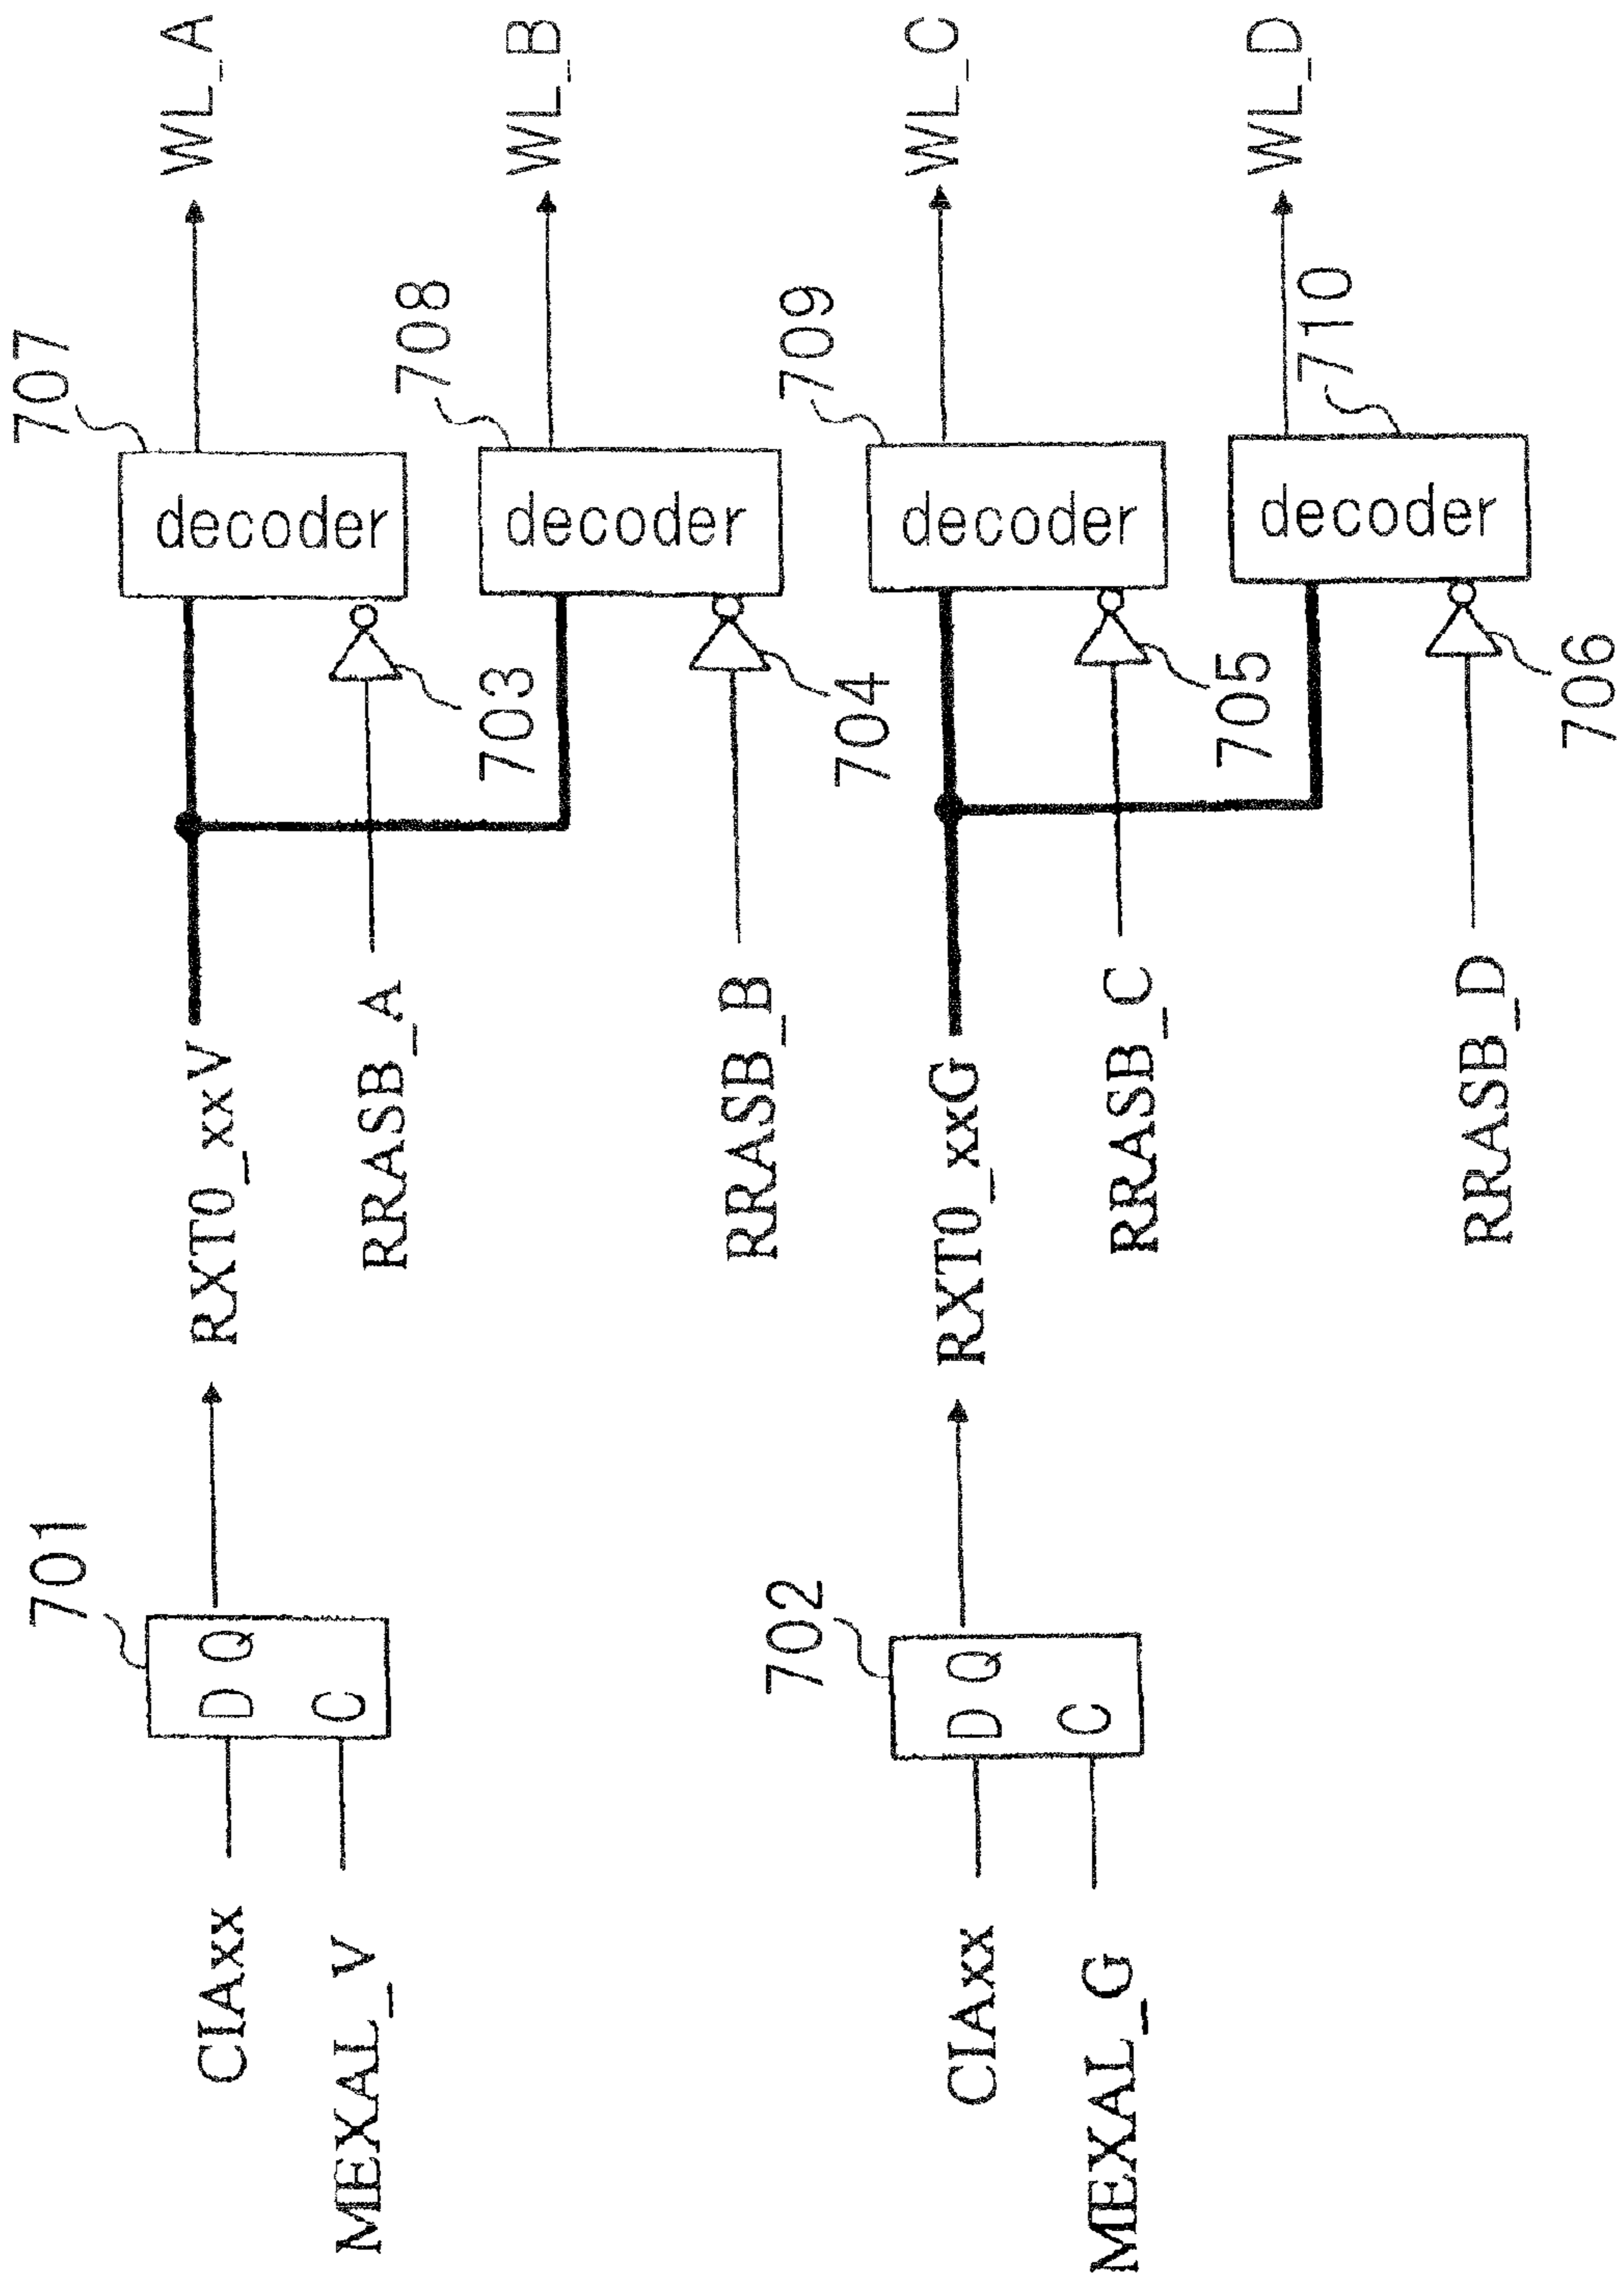 701
CIAxx
D Q
C
MEXAL_V
RXT0_xxV
RRASB_A
703
707
decoder
WL_A
RRASB_B
704
708
decoder
WL_B
702
CIAxx
D Q
C
MEXAL_G
RXT0_xxG
RRASB_C
705
709
decoder
WL_C
RRASB_D
706
710
decoder
WL_D